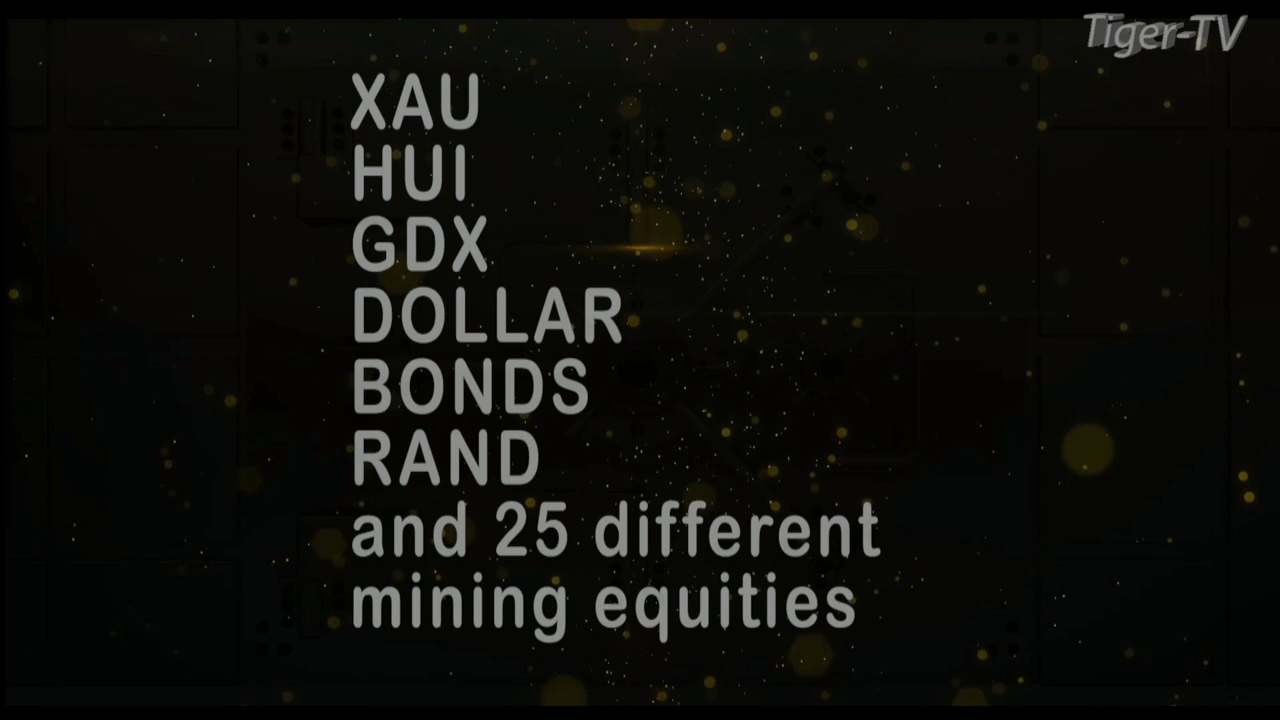 Tiger-TV
XAU
HUI
GDX
DOLLAR
BONDS
RAND
and 25 different
mining equities